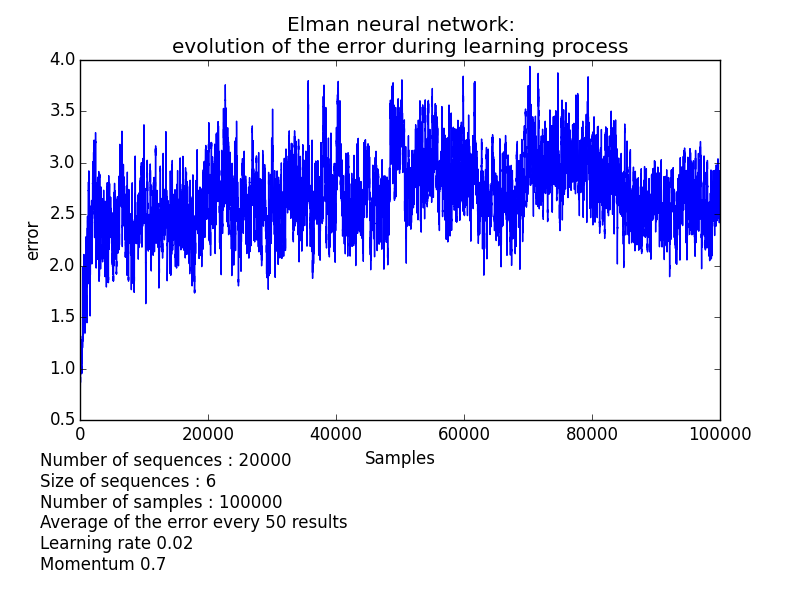 Elman neural network:
evolution of the error during learning process
4.0
3.5
3.0
2.5
2.0
1.5
1.0
0.5
error
0 20000 40000 60000 80000 100000
Samples
Number of sequences : 20000
Size of sequences : 6
Number of samples : 100000
Average of the error every 50 results
Learning rate 0.02
Momentum 0.7